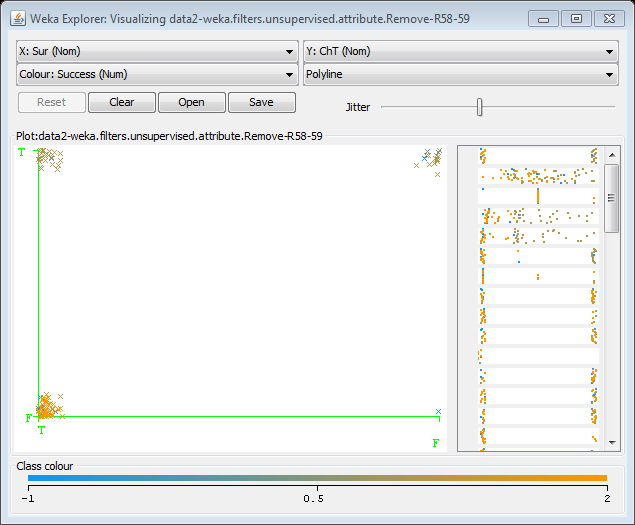 Weka Explorer: Visualizing data2-weka.filters.unsupervised.attribute.Remove-R58-59
X: Sur (Nom)
Y: ChT (Nom)
Colour: Success (Num)
Polyline
Reset
Clear
Open
Save
Jitter
Plot:data2-weka.filters.unsupervised.attribute.Remove-R58-59
T
F
T
F
Class colour
-1
0.5
2